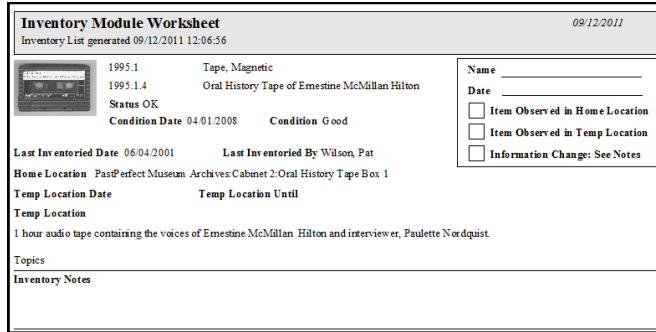 Inventory Module Worksheet
09/12/2011
Inventory List generated 09/12/2011 12:06:56
1995.1 Tape, Magnetic
1995.1.4 Oral History Tape of Ernestine McMillan Hilton
Status OK
Condition Date 04/01/2008 Condition Good
Name
Date
Item Observed in Home Location
Item Observed in Temp Location
Information Change: See Notes
Last Inventoried Date 06/04/2001 Last Inventoried By Wilson, Pat
Home Location PastPerfect Museum Archives:Cabinet 2:Oral History Tape Box 1
Temp Location Date Temp Location Until
Temp Location
1 hour audio tape containing the voices of Ernestine McMillan Hilton and interviewer, Paulette Nordquist.
Topics
Inventory Notes